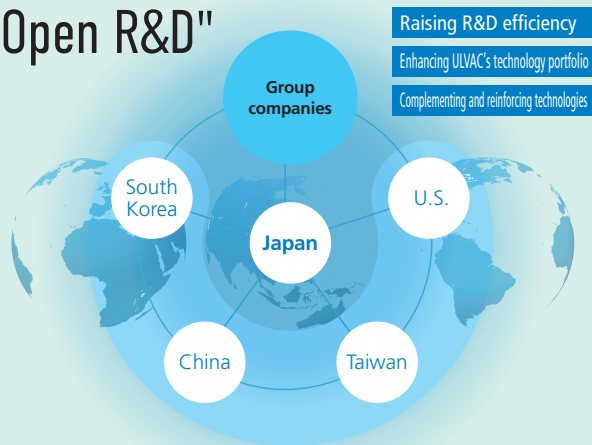 Open R&D"
Raising R&D efficiency
Enhancing ULVAC's technology portfolio
Complementing and reinforcing technologies
Group
companies
South
Korea
U.S.
Japan
China
Taiwan